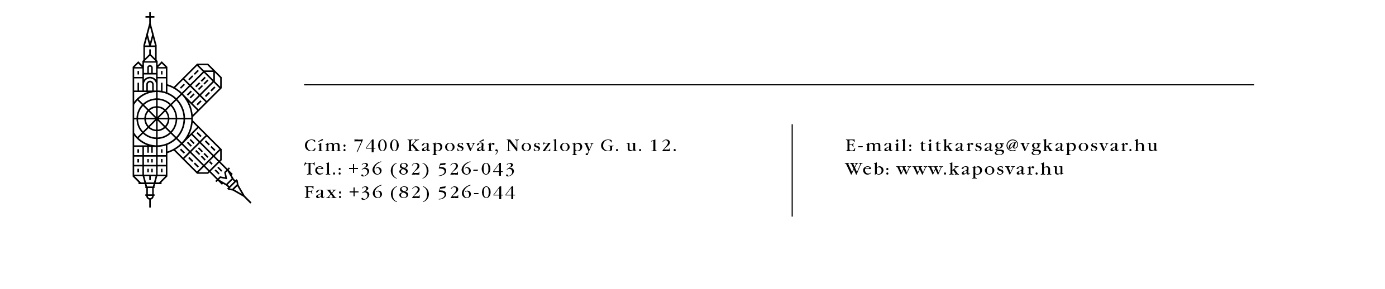 Cím: 7400 Kaposvár, Noszlopy G. u. 12.
Tel.: +36 (82) 526-043
Fax: +36 (82) 526-044
E-mail: titkarsag@vgkaposvar.hu
Web: www.kaposvar.hu